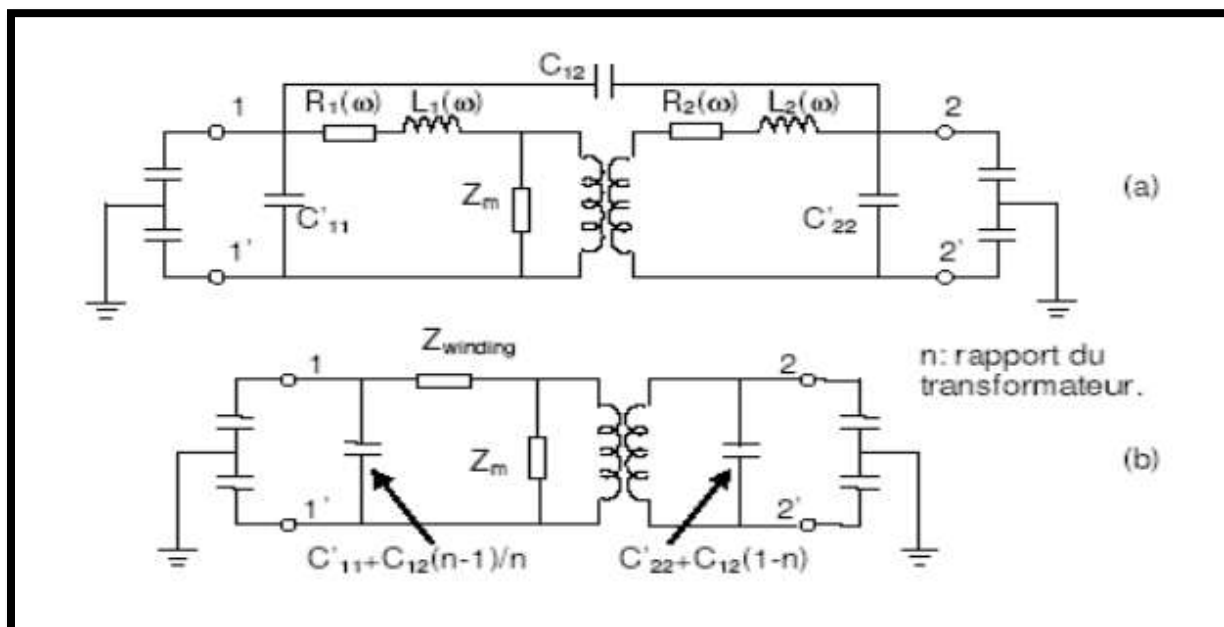 C₁₂
1 R₁(ω) L₁(ω) R₂(ω) L₂(ω) 2
Zₘ
C'₁₁ C'₂₂
(a)
1' 2'
Z_winding
n: rapport du
transformateur.
1 2
Zₘ
(b)
1' 2'
C'₁₁+C₁₂(n-1)/n C'₂₂+C₁₂(1-n)